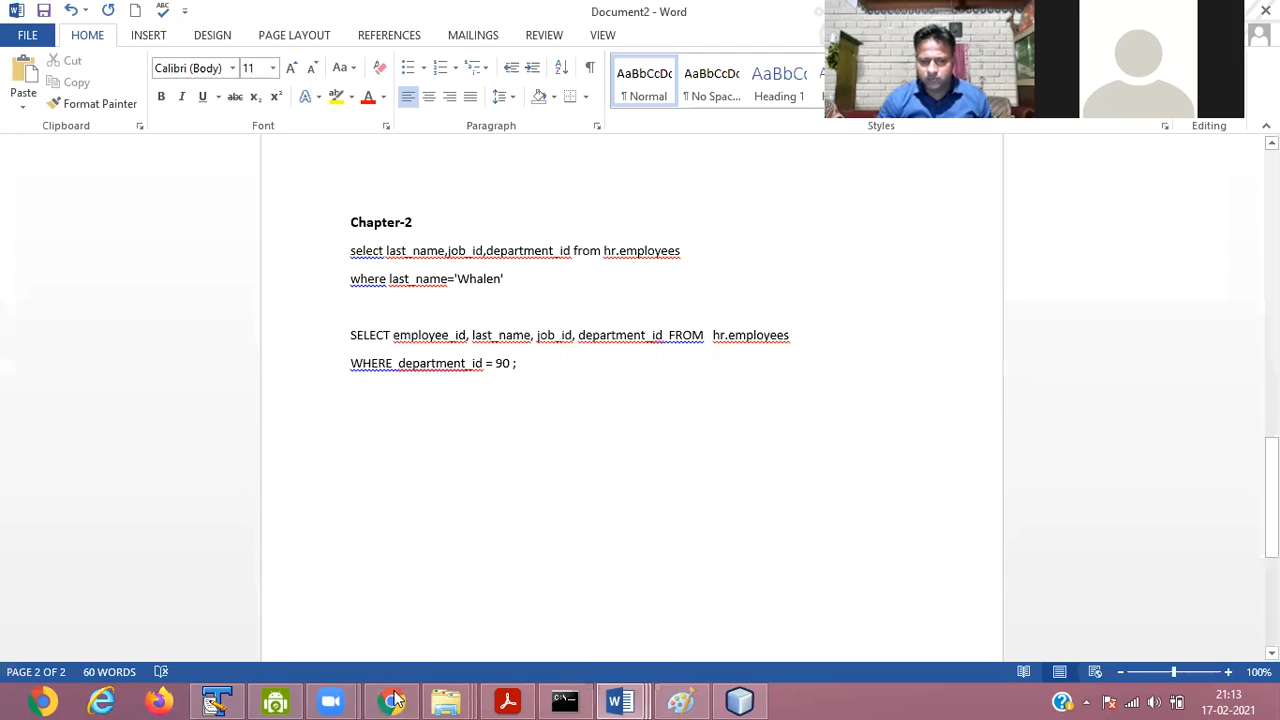 Document2 - Word
FILE HOME INSERT DESIGN PAGE LAYOUT REFERENCES MAILINGS REVIEW VIEW
Paste
Cut
Copy
Format Painter
Clipboard
Calibri (Body) 11
Font
Paragraph
AaBbCcDc AaBbCcDc AaBbCc
¶ Normal ¶ No Spac... Heading 1
Styles
Editing
Chapter-2
select last_name,job_id,department_id from hr.employees
where last_name='Whalen'
SELECT employee_id, last_name, job_id, department_id FROM hr.employees
WHERE department_id = 90 ;
PAGE 2 OF 2 60 WORDS 100%
21:13
17-02-2021